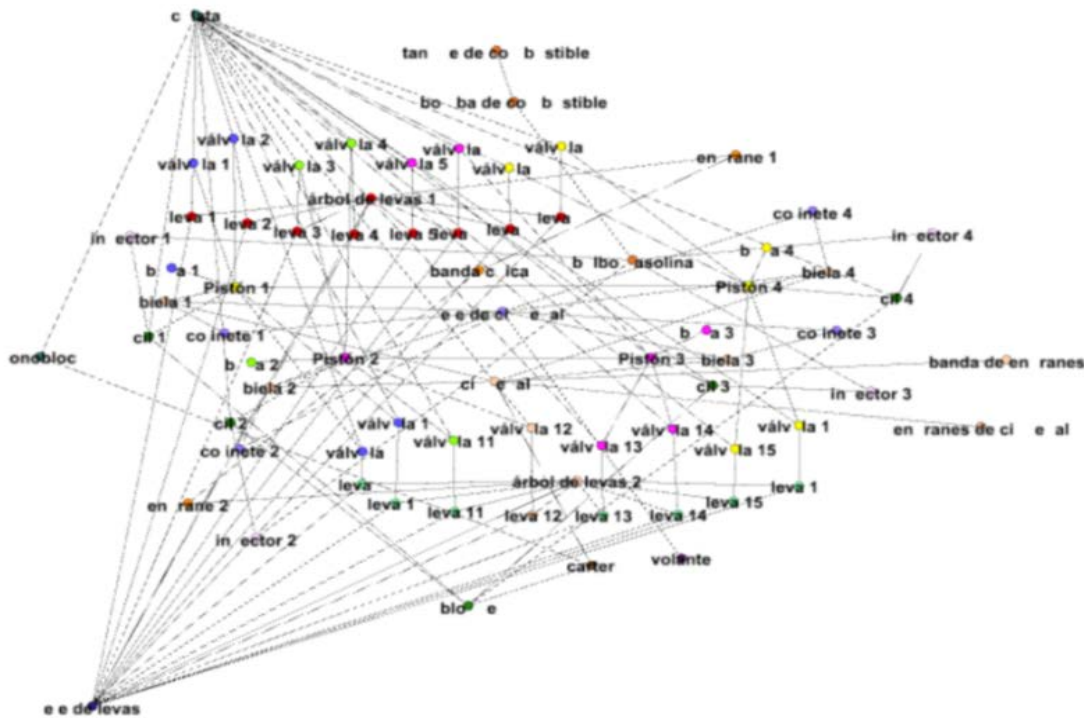 c lata
tan e de co b stible
bo ba de co b stible
válv la 2
válv la 4
válv la
válv la
en rane 1
válv la 1
válv la 3
válv la 5
válv la
árbol de levas 1
co inete 4
leva 1
leva 2
leva 3
leva 4
leva 5
leva
leva
leva
in ector 1
in ector 4
b a 4
b a 1
banda c ica
b lbo asolina
biela 4
Pistón 1
Pistón 4
cil 4
biela 1
e e de ci e al
cil 1
co inete 1
b a 3
co inete 3
onobloc
b a 2
Pistón 2
Pistón 3
biela 3
banda de en ranes
biela 2
ci e al
cil 3
in ector 3
cil 2
válv la 1
válv la 12
válv la 14
válv la 1
en ranes de ci e al
co inete 2
válv la
válv la 11
válv la 13
válv la 15
leva
árbol de levas 2
leva 1
en rane 2
leva 1
leva 11
leva 12
leva 13
leva 14
leva 15
in ector 2
carter
volante
blo e
e e de levas